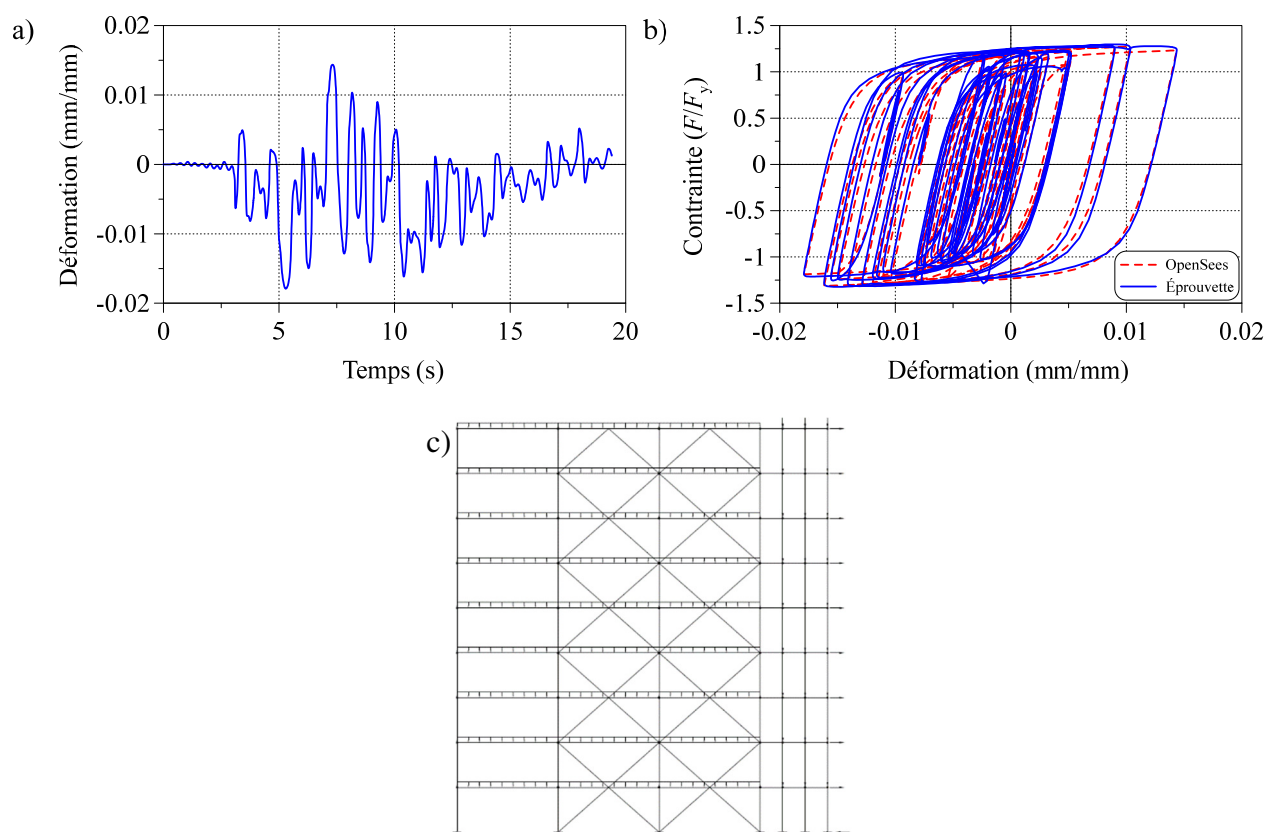 a)
Déformation (mm/mm)
0.02
0.01
0
-0.01
-0.02
0 5 10 15 20
Temps (s)
b)
Contrainte (F/Fy)
1.5
1
0.5
0
-0.5
-1
-1.5
OpenSees
Éprouvette
-0.02 -0.01 0 0.01 0.02
Déformation (mm/mm)
c)